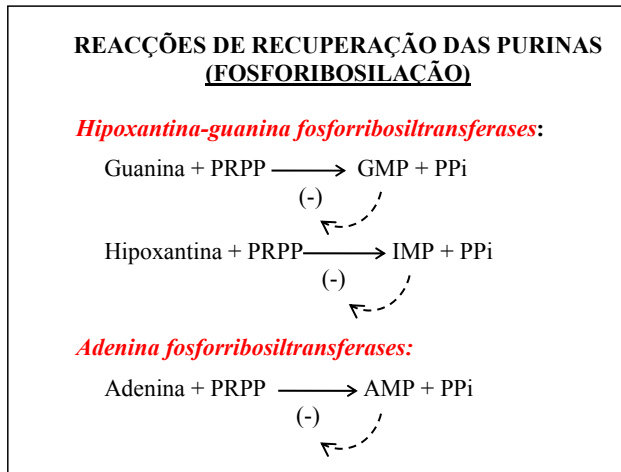 REACÇÕES DE RECUPERAÇÃO DAS PURINAS
(FOSFORIBOSILAÇÃO)
Hipoxantina-guanina fosforribosiltransferases:
Guanina + PRPP GMP + PPi
(-)
Hipoxantina + PRPP IMP + PPi
(-)
Adenina fosforribosiltransferases:
Adenina + PRPP AMP + PPi
(-)